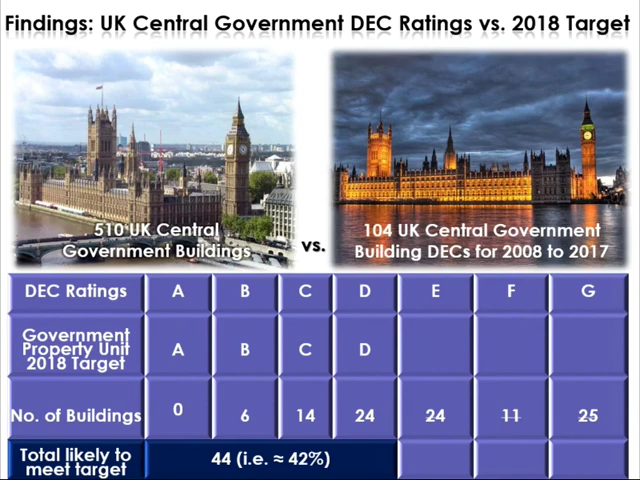 Findings: UK Central Government DEC Ratings vs. 2018 Target
510 UK Central
Government Buildings
vs.
104 UK Central Government
Building DECs for 2008 to 2017
DEC Ratings A B C D E F G
Government
Property Unit
2018 Target A B C D
No. of Buildings 0 6 14 24 24 11 25
Total likely to
meet target 44 (i.e. ≈ 42%)